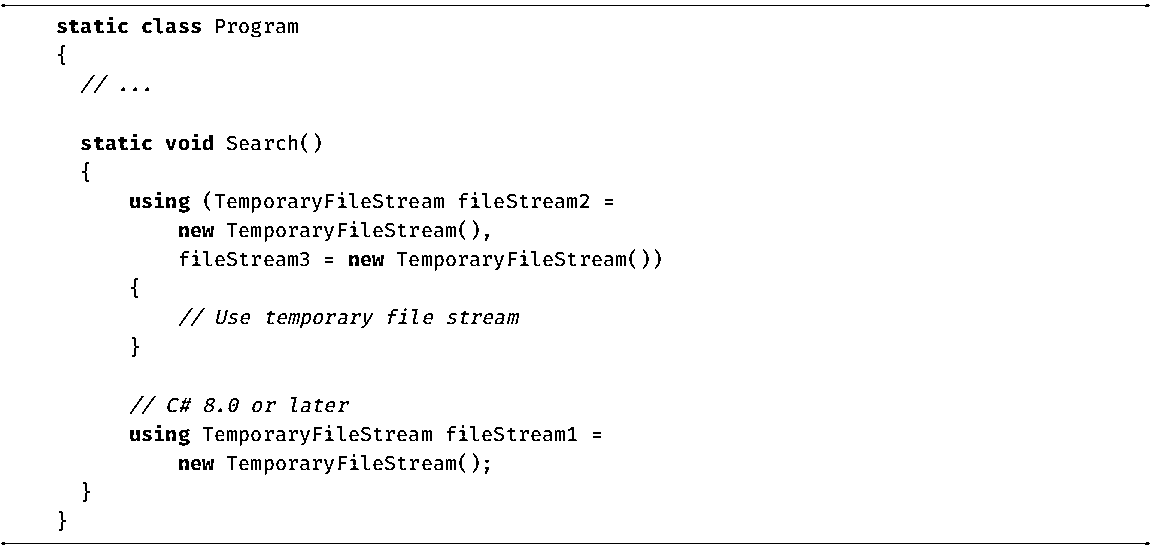 static class Program
{
// ...
static void Search()
{
using (TemporaryFileStream fileStream2 =
new TemporaryFileStream(),
fileStream3 = new TemporaryFileStream())
{
// Use temporary file stream
}
// C# 8.0 or later
using TemporaryFileStream fileStream1 =
new TemporaryFileStream();
}
}